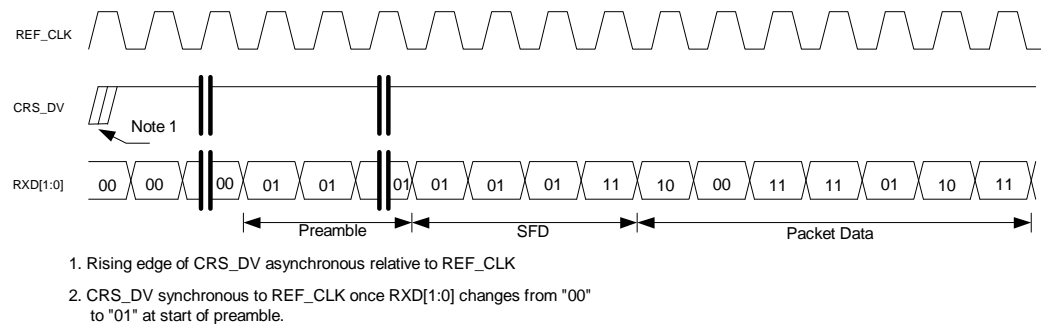 REF_CLK
CRS_DV
Note 1
RXD[1:0] 00 00 00 01 01 01 01 01 01 11 10 00 11 11 01 10 11
Preamble SFD Packet Data
1. Rising edge of CRS_DV asynchronous relative to REF_CLK
2. CRS_DV synchronous to REF_CLK once RXD[1:0] changes from "00"
to "01" at start of preamble.